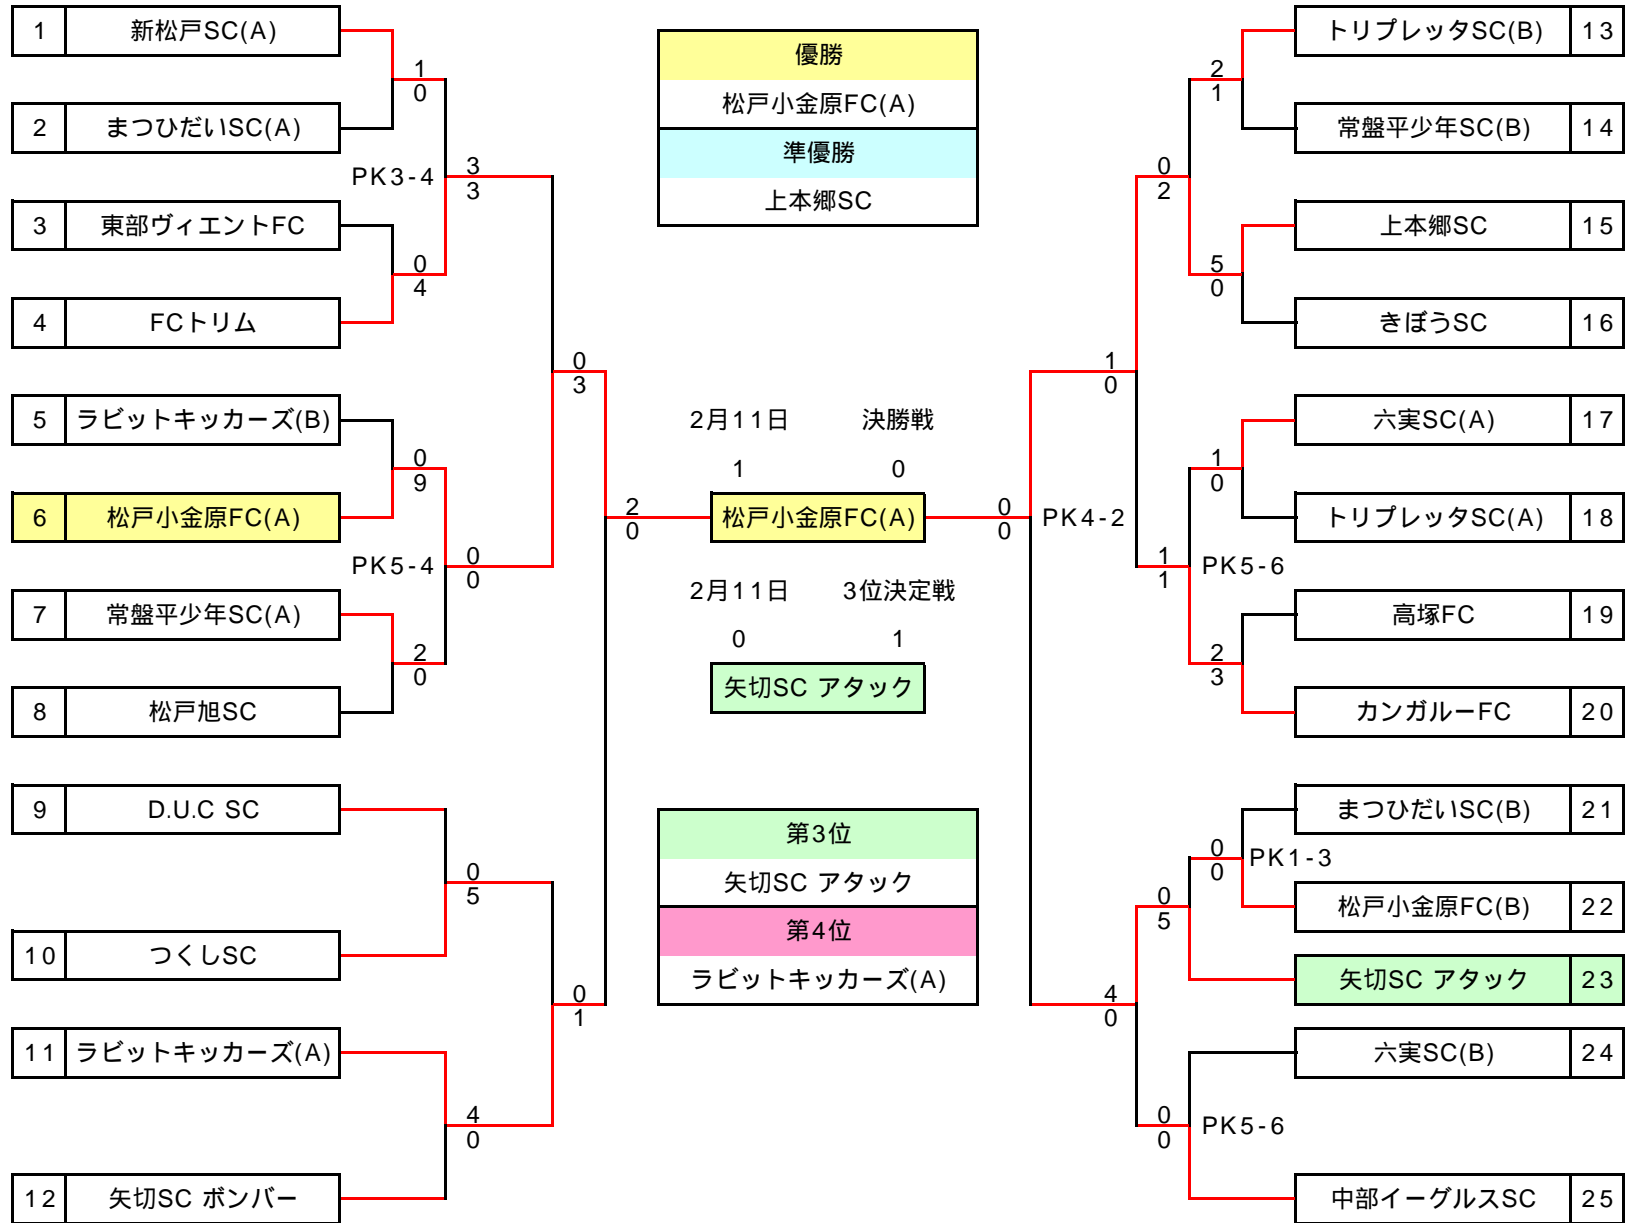 1 新松戸SC(A)
2 まつひだいSC(A)
3 東部ヴィエントFC
4 FCトリム
5 ラビットキッカーズ(B)
6 松戸小金原FC(A)
7 常盤平少年SC(A)
8 松戸旭SC
9 D.U.C SC
10 つくしSC
11 ラビットキッカーズ(A)
12 矢切SC ボンバー
1
0
0
4
0
9
2
0
PK3-4
3
3
PK5-4
0
0
0
5
4
0
0
3
0
1
2
0
優勝
松戸小金原FC(A)
準優勝
上本郷SC
2月11日 決勝戦
1 0
松戸小金原FC(A)
2月11日 3位決定戦
0 1
矢切SC アタック
第3位
矢切SC アタック
第4位
ラビットキッカーズ(A)
0
0
PK4-2
1
0
4
0
0
2
1
1
PK5-6
0
5
0
0
PK5-6
2
1
5
0
1
0
2
3
0
0
PK1-3
トリプレッタSC(B) 13
常盤平少年SC(B) 14
上本郷SC 15
きぼうSC 16
六実SC(A) 17
トリプレッタSC(A) 18
高塚FC 19
カンガルーFC 20
まつひだいSC(B) 21
松戸小金原FC(B) 22
矢切SC アタック 23
六実SC(B) 24
中部イーグルスSC 25